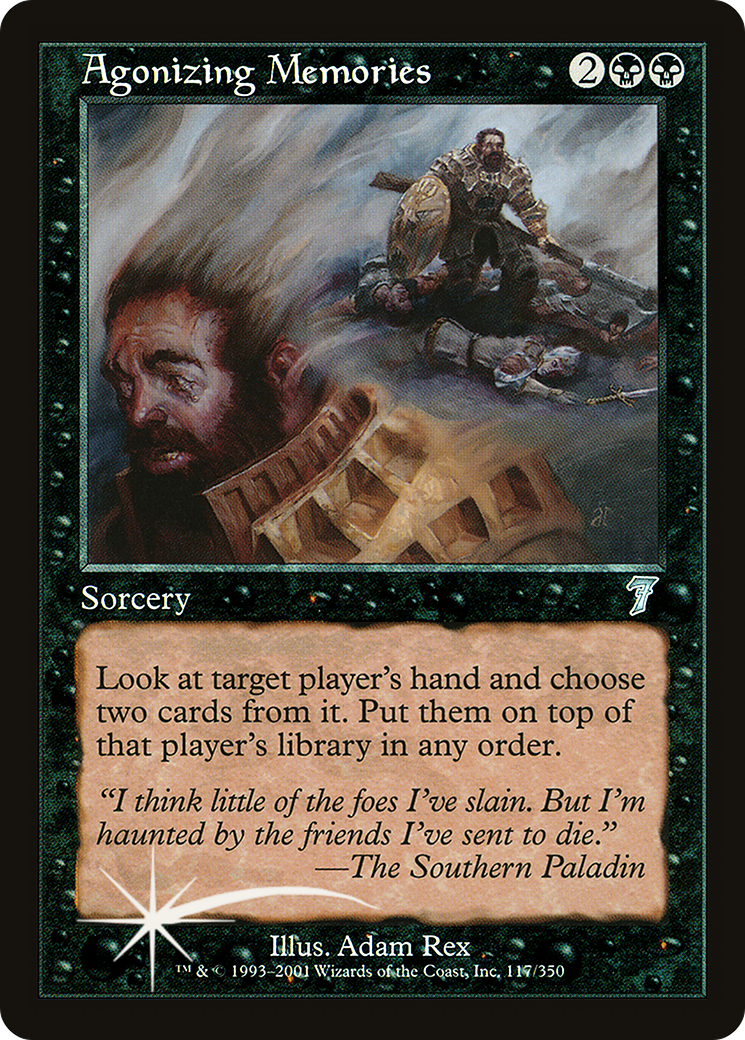 Agonizing Memories 2
Sorcery 7
Look at target player's hand and choose
two cards from it. Put them on top of
that player's library in any order.
“I think little of the foes I've slain. But I'm
haunted by the friends I've sent to die.”
—The Southern Paladin
Illus. Adam Rex
™ & © 1993–2001 Wizards of the Coast, Inc. 117/350